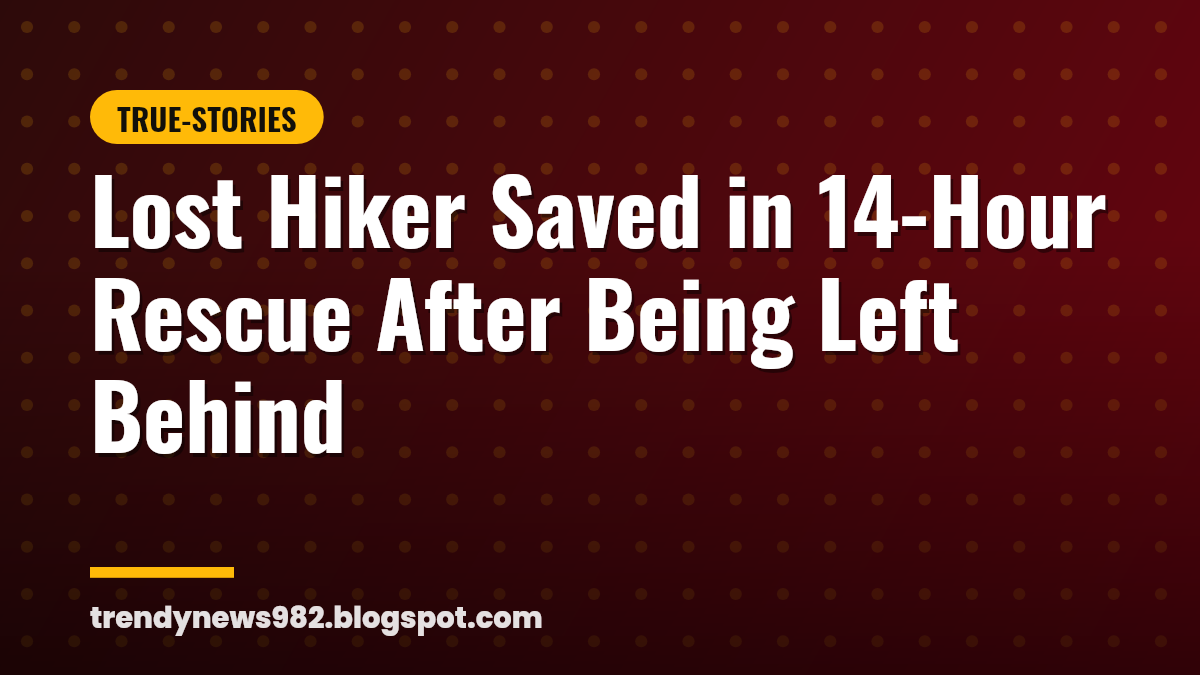 TRUE-STORIES
Lost Hiker Saved in 14-Hour
Rescue After Being Left
Behind
trendynews982.blogspot.com